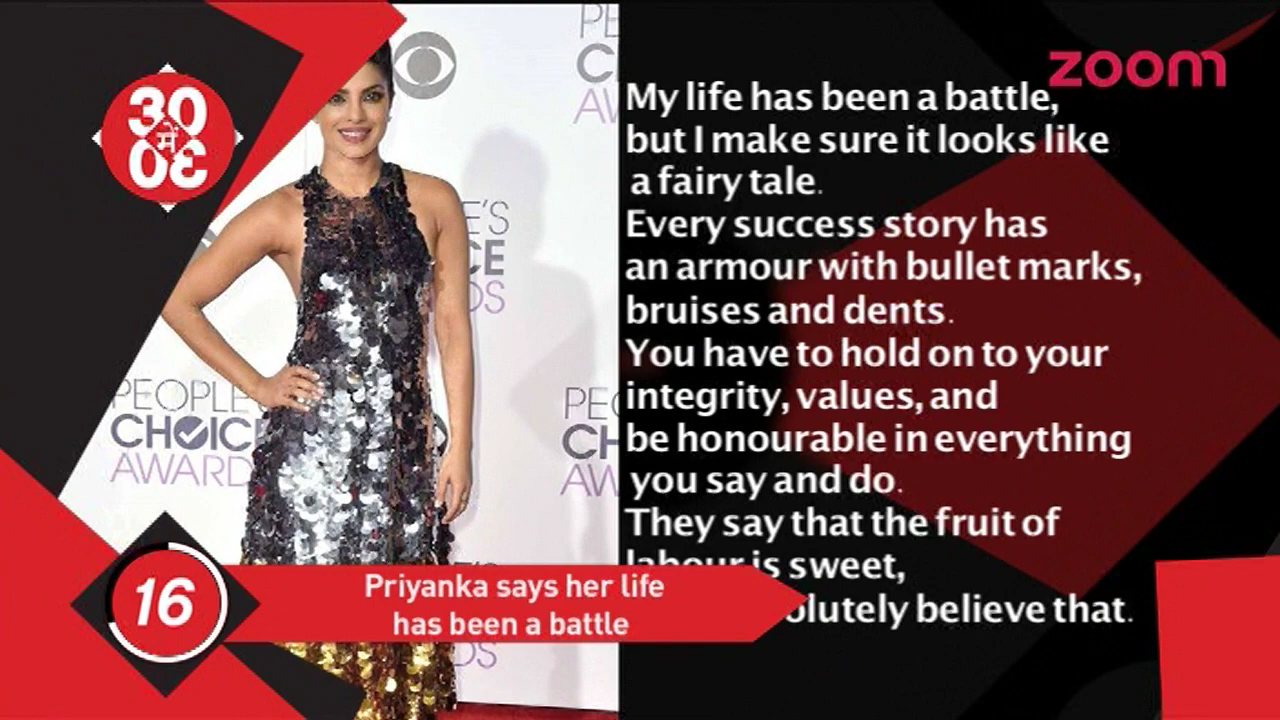 zoom
30
में
30
My life has been a battle,
but I make sure it looks like
a fairy tale.
Every success story has
an armour with bullet marks,
bruises and dents.
You have to hold on to your
integrity, values, and
be honourable in everything
you say and do.
They say that the fruit of
labour is sweet,
believe that.
16
Priyanka says her life
has been a battle
PEOPLE'S
CHOICE
AWARDS